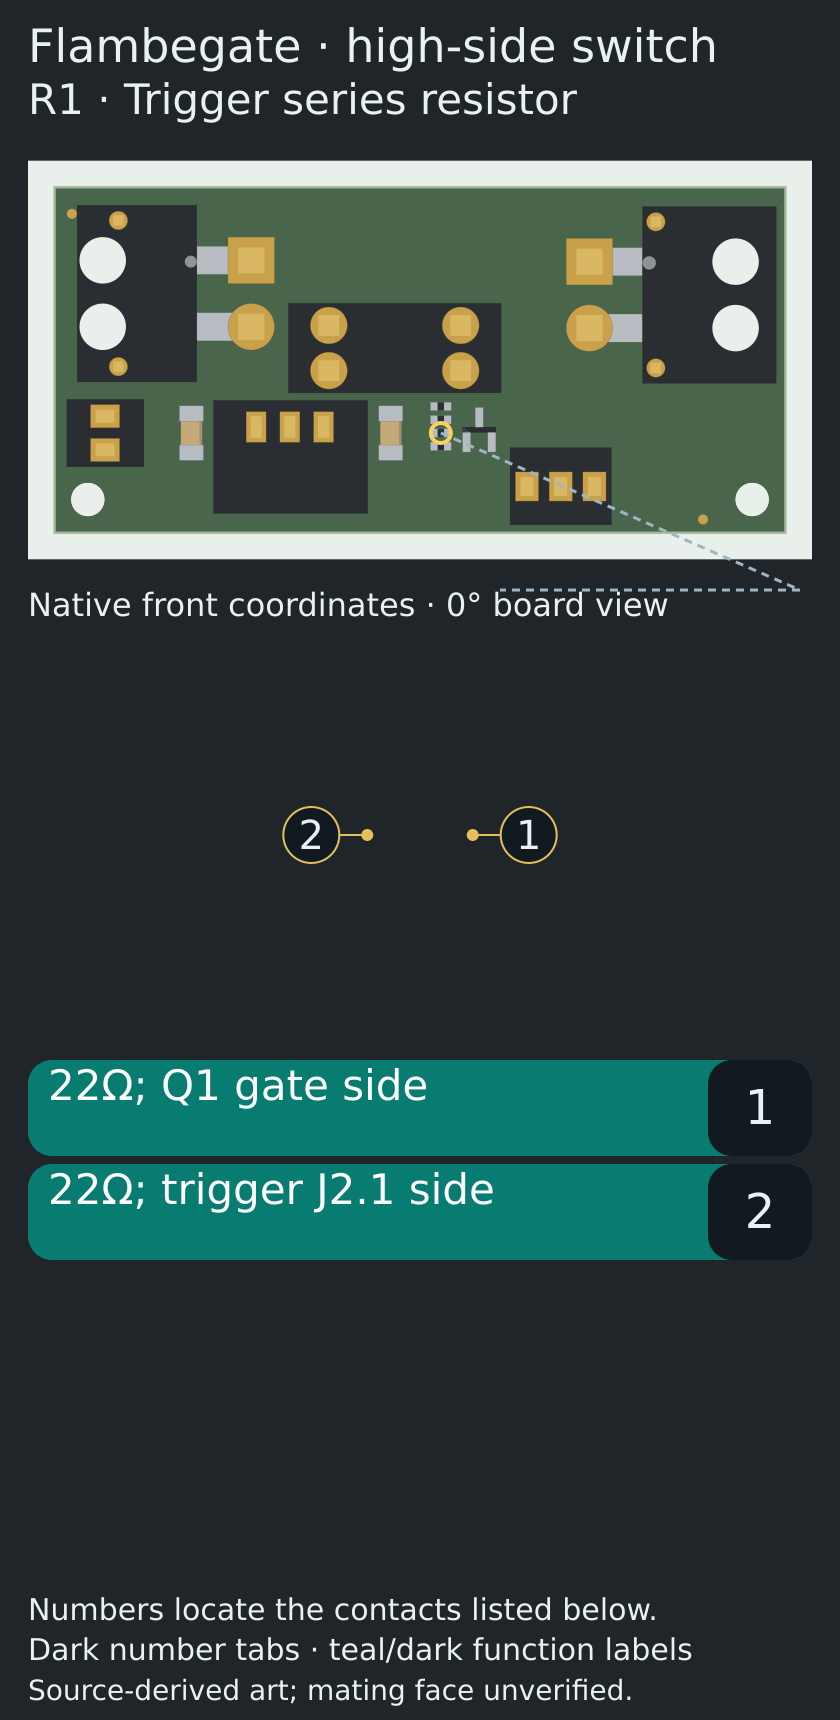 Flambegate · high-side switch
R1 · Trigger series resistor
Native front coordinates · 0° board view
2 1
22Ω; Q1 gate side 1
22Ω; trigger J2.1 side 2
Numbers locate the contacts listed below.
Dark number tabs · teal/dark function labels
Source-derived art; mating face unverified.